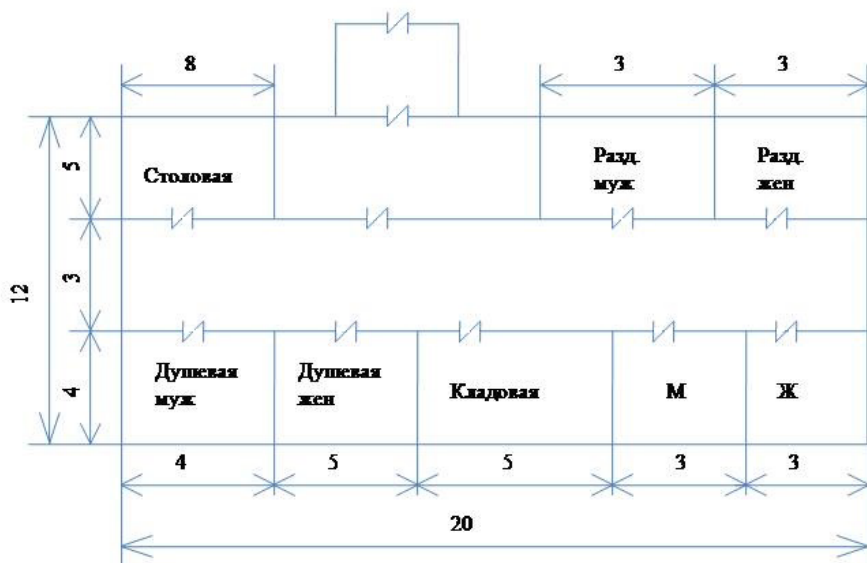 8
3
3
5
Столовая
Разд.
муж
Разд.
жен
3
12
4
Душевая
муж
Душевая
жен
Кладовая
М
Ж
4
5
5
3
3
20